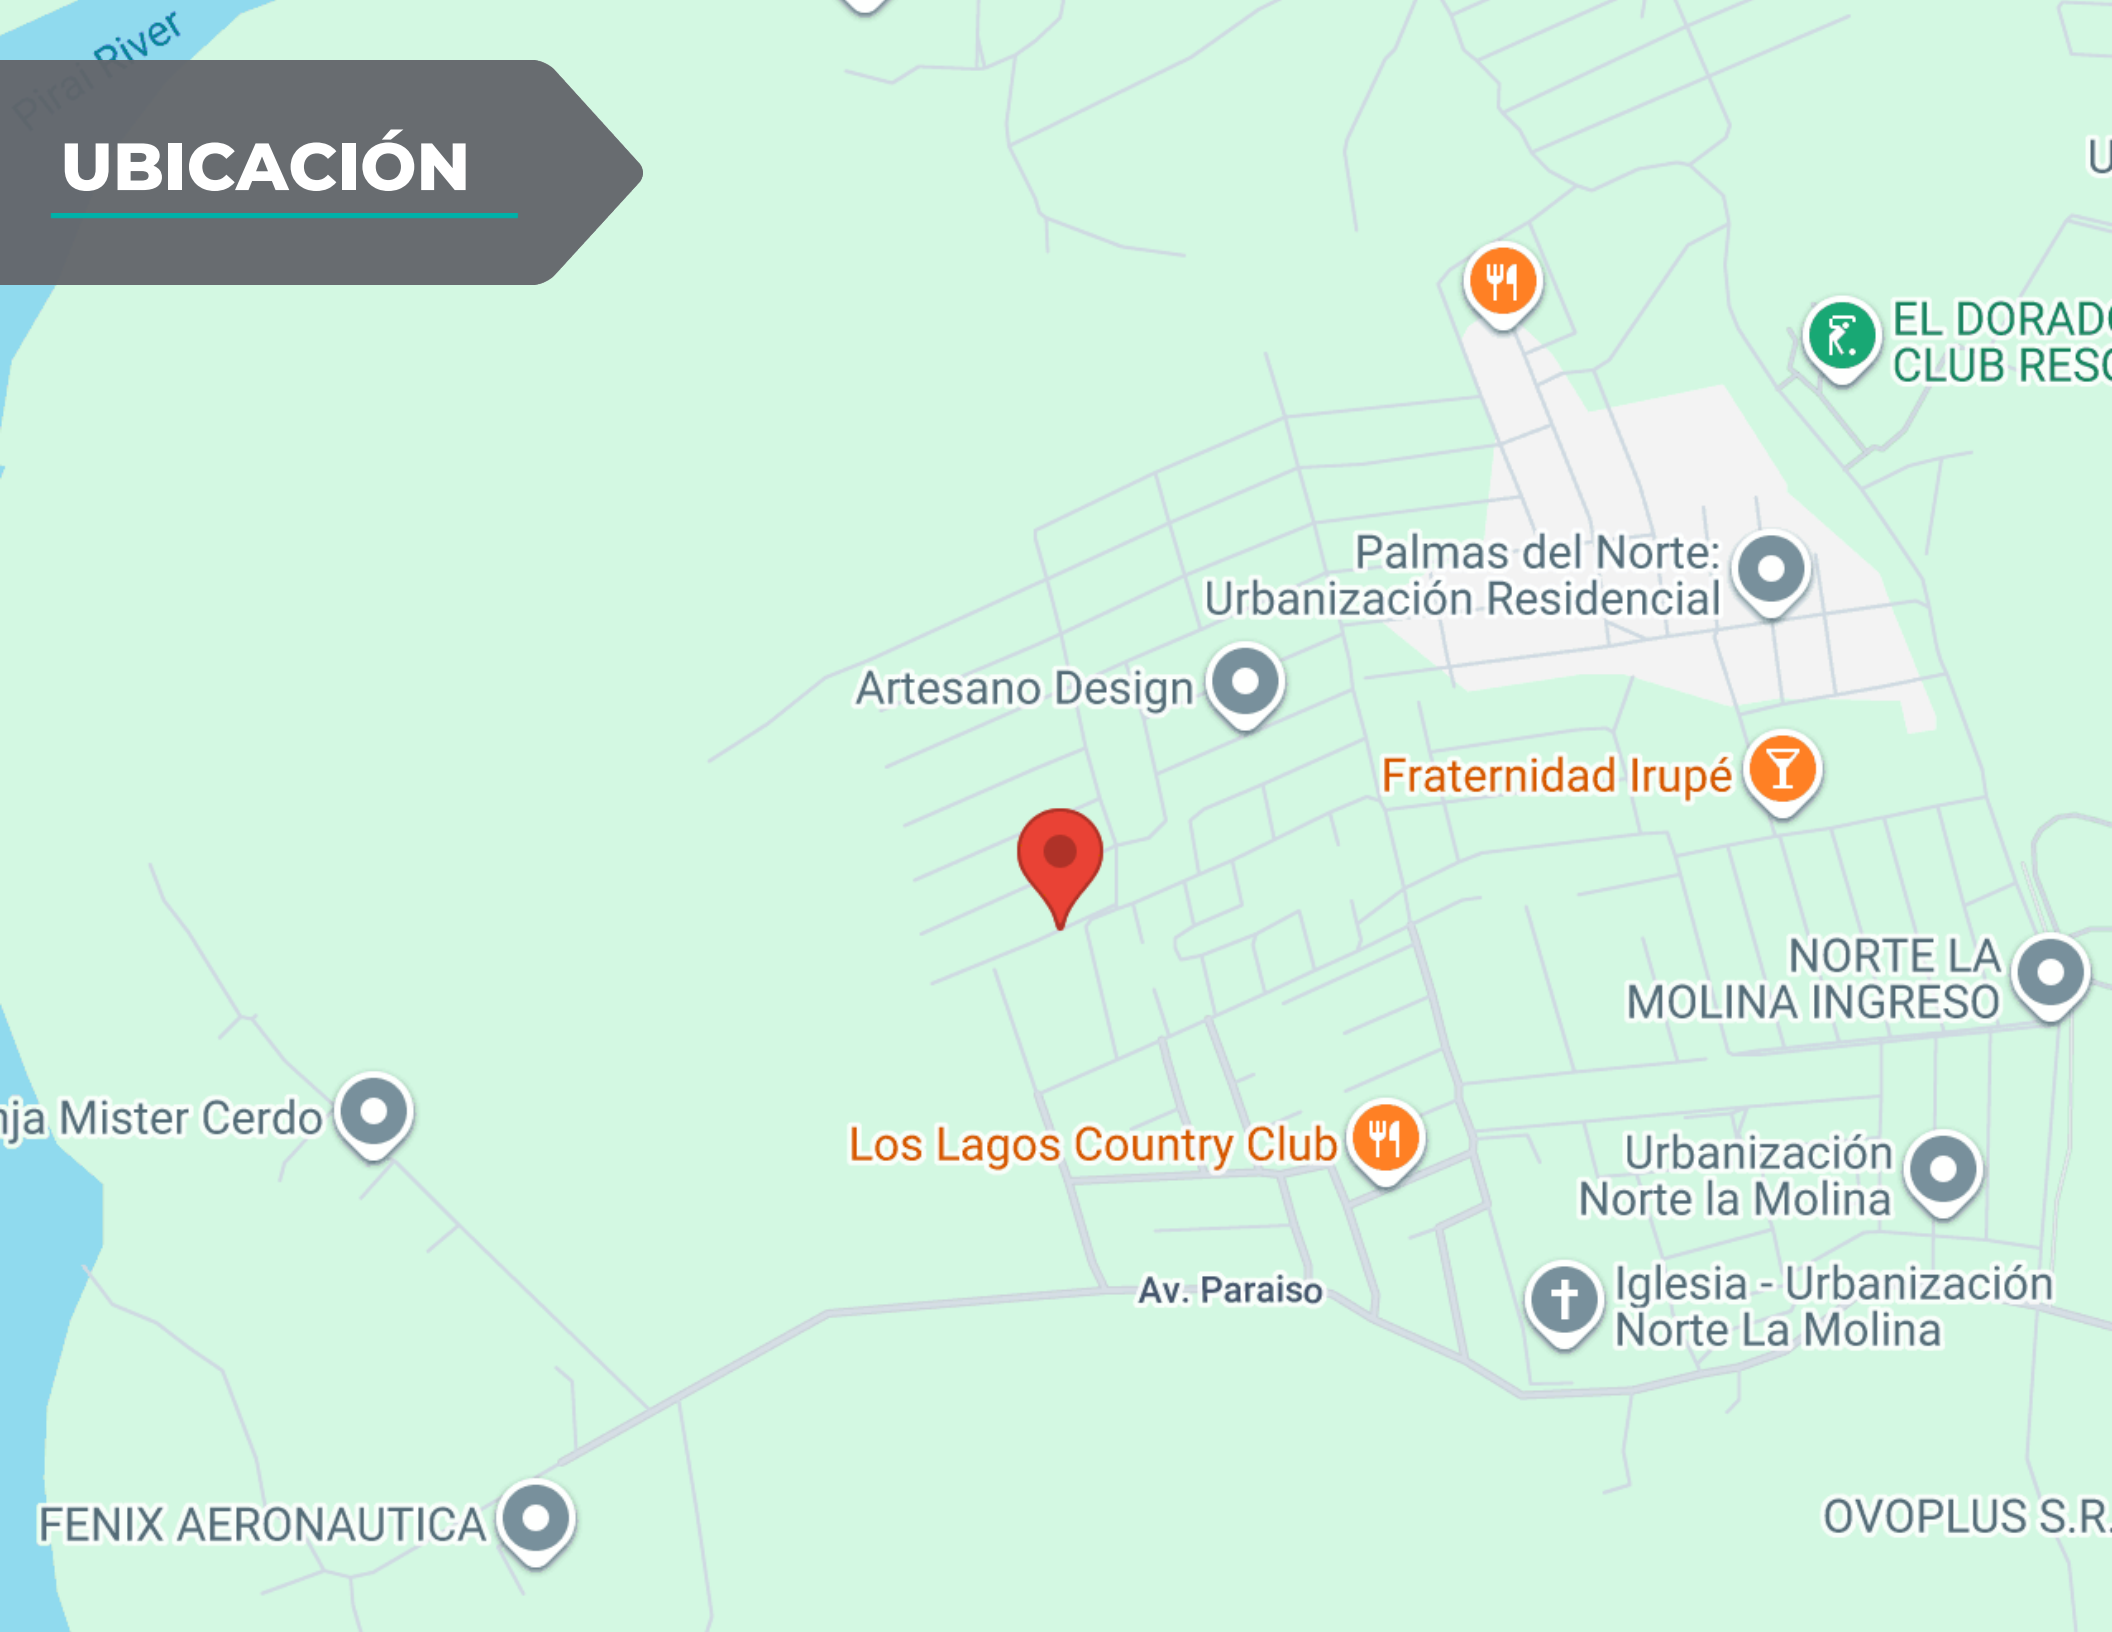 Piraí River
UBICACIÓN
U
EL DORADO
CLUB RESO
Palmas del Norte:
Urbanización Residencial
Artesano Design
Fraternidad Irupé
NORTE LA
MOLINA INGRESO
nja Mister Cerdo
Los Lagos Country Club
Urbanización
Norte la Molina
Av. Paraiso
Iglesia - Urbanización
Norte La Molina
FENIX AERONAUTICA
OVOPLUS S.R.